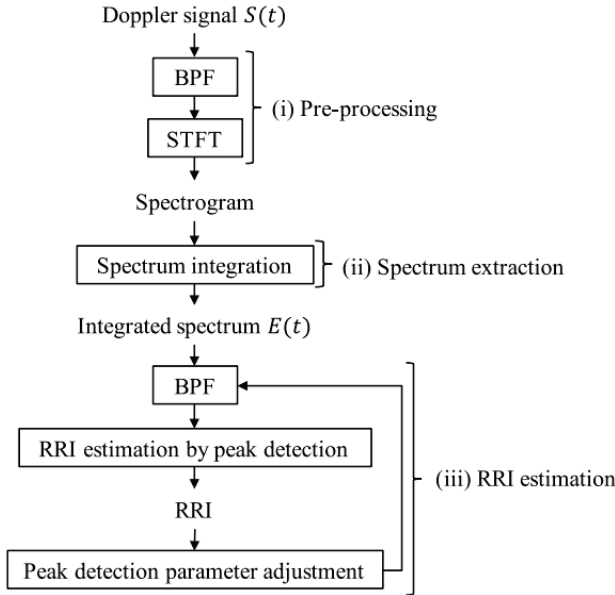 Doppler signal S(t)
BPF
STFT
(i) Pre-processing
Spectrogram
Spectrum integration
(ii) Spectrum extraction
Integrated spectrum E(t)
BPF
RRI estimation by peak detection
(iii) RRI estimation
RRI
Peak detection parameter adjustment